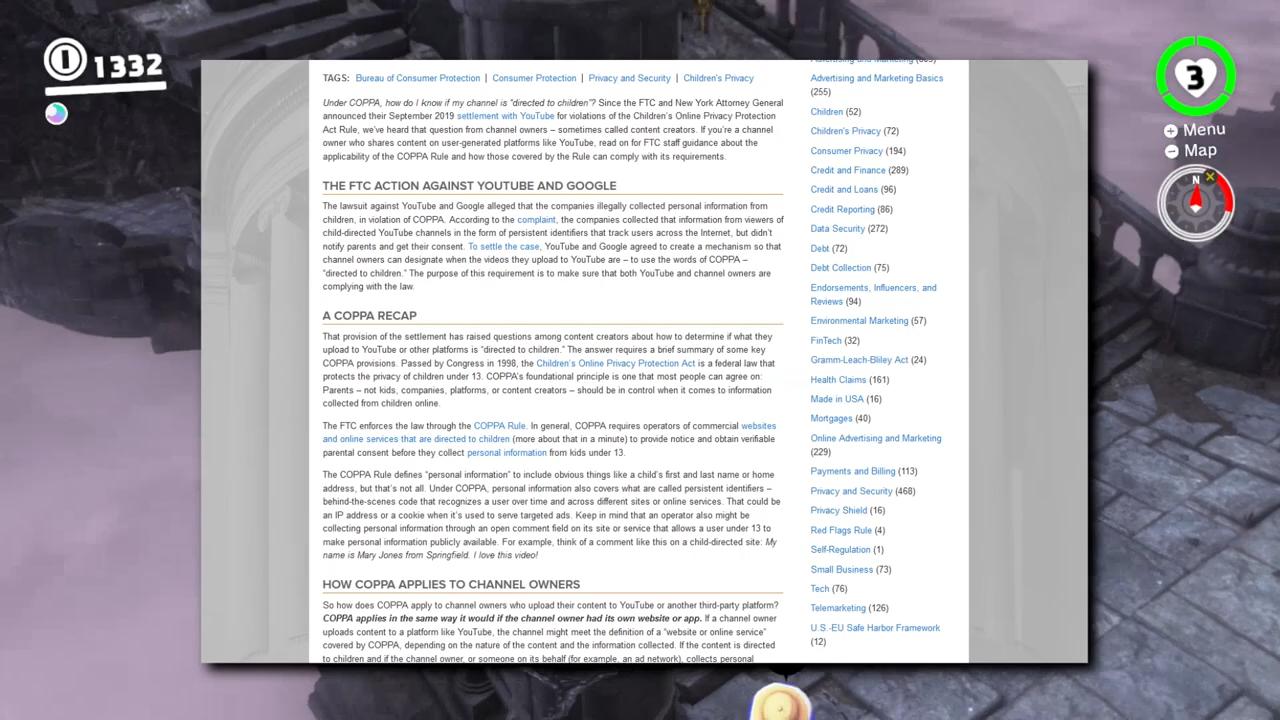 1332
3
Menu
Map
N
TAGS: Bureau of Consumer Protection | Consumer Protection | Privacy and Security | Children's Privacy
Under COPPA, how do I know if my channel is "directed to children"? Since the FTC and New York Attorney General
announced their September 2019 settlement with YouTube for violations of the Children's Online Privacy Protection
Act Rule, we've heard that question from channel owners – sometimes called content creators. If you're a channel
owner who shares content on user-generated platforms like YouTube, read on for FTC staff guidance about the
applicability of the COPPA Rule and how those covered by the Rule can comply with its requirements.
THE FTC ACTION AGAINST YOUTUBE AND GOOGLE
The lawsuit against YouTube and Google alleged that the companies illegally collected personal information from
children, in violation of COPPA. According to the complaint, the companies collected that information from viewers of
child-directed YouTube channels in the form of persistent identifiers that track users across the Internet, but didn't
notify parents and get their consent. To settle the case, YouTube and Google agreed to create a mechanism so that
channel owners can designate when the videos they upload to YouTube are – to use the words of COPPA –
"directed to children." The purpose of this requirement is to make sure that both YouTube and channel owners are
complying with the law.
A COPPA RECAP
That provision of the settlement has raised questions among content creators about how to determine if what they
upload to YouTube or other platforms is "directed to children." The answer requires a brief summary of some key
COPPA provisions. Passed by Congress in 1998, the Children's Online Privacy Protection Act is a federal law that
protects the privacy of children under 13. COPPA's foundational principle is one that most people can agree on:
Parents – not kids, companies, platforms, or content creators – should be in control when it comes to information
collected from children online.
The FTC enforces the law through the COPPA Rule. In general, COPPA requires operators of commercial websites
and online services that are directed to children (more about that in a minute) to provide notice and obtain verifiable
parental consent before they collect personal information from kids under 13.
The COPPA Rule defines "personal information" to include obvious things like a child's first and last name or home
address, but that's not all. Under COPPA, personal information also covers what are called persistent identifiers –
behind-the-scenes code that recognizes a user over time and across different sites or online services. That could be
an IP address or a cookie when it's used to serve targeted ads. Keep in mind that an operator also might be
collecting personal information through an open comment field on its site or service that allows a user under 13 to
make personal information publicly available. For example, think of a comment like this on a child-directed site: My
name is Mary Jones from Springfield. I love this video!
HOW COPPA APPLIES TO CHANNEL OWNERS
So how does COPPA apply to channel owners who upload their content to YouTube or another third-party platform?
COPPA applies in the same way it would if the channel owner had its own website or app. If a channel owner
uploads content to a platform like YouTube, the channel might meet the definition of a "website or online service"
covered by COPPA, depending on the nature of the content and the information collected. If the content is directed
to children and if the channel owner, or someone on its behalf (for example, an ad network), collects personal
Advertising and Marketing Basics
(255)
Children (52)
Children's Privacy (72)
Consumer Privacy (194)
Credit and Finance (289)
Credit and Loans (96)
Credit Reporting (86)
Data Security (272)
Debt (72)
Debt Collection (75)
Endorsements, Influencers, and
Reviews (94)
Environmental Marketing (57)
FinTech (32)
Gramm-Leach-Bliley Act (24)
Health Claims (161)
Made in USA (16)
Mortgages (40)
Online Advertising and Marketing
(229)
Payments and Billing (113)
Privacy and Security (468)
Privacy Shield (16)
Red Flags Rule (4)
Self-Regulation (1)
Small Business (73)
Tech (76)
Telemarketing (126)
U.S.-EU Safe Harbor Framework
(12)